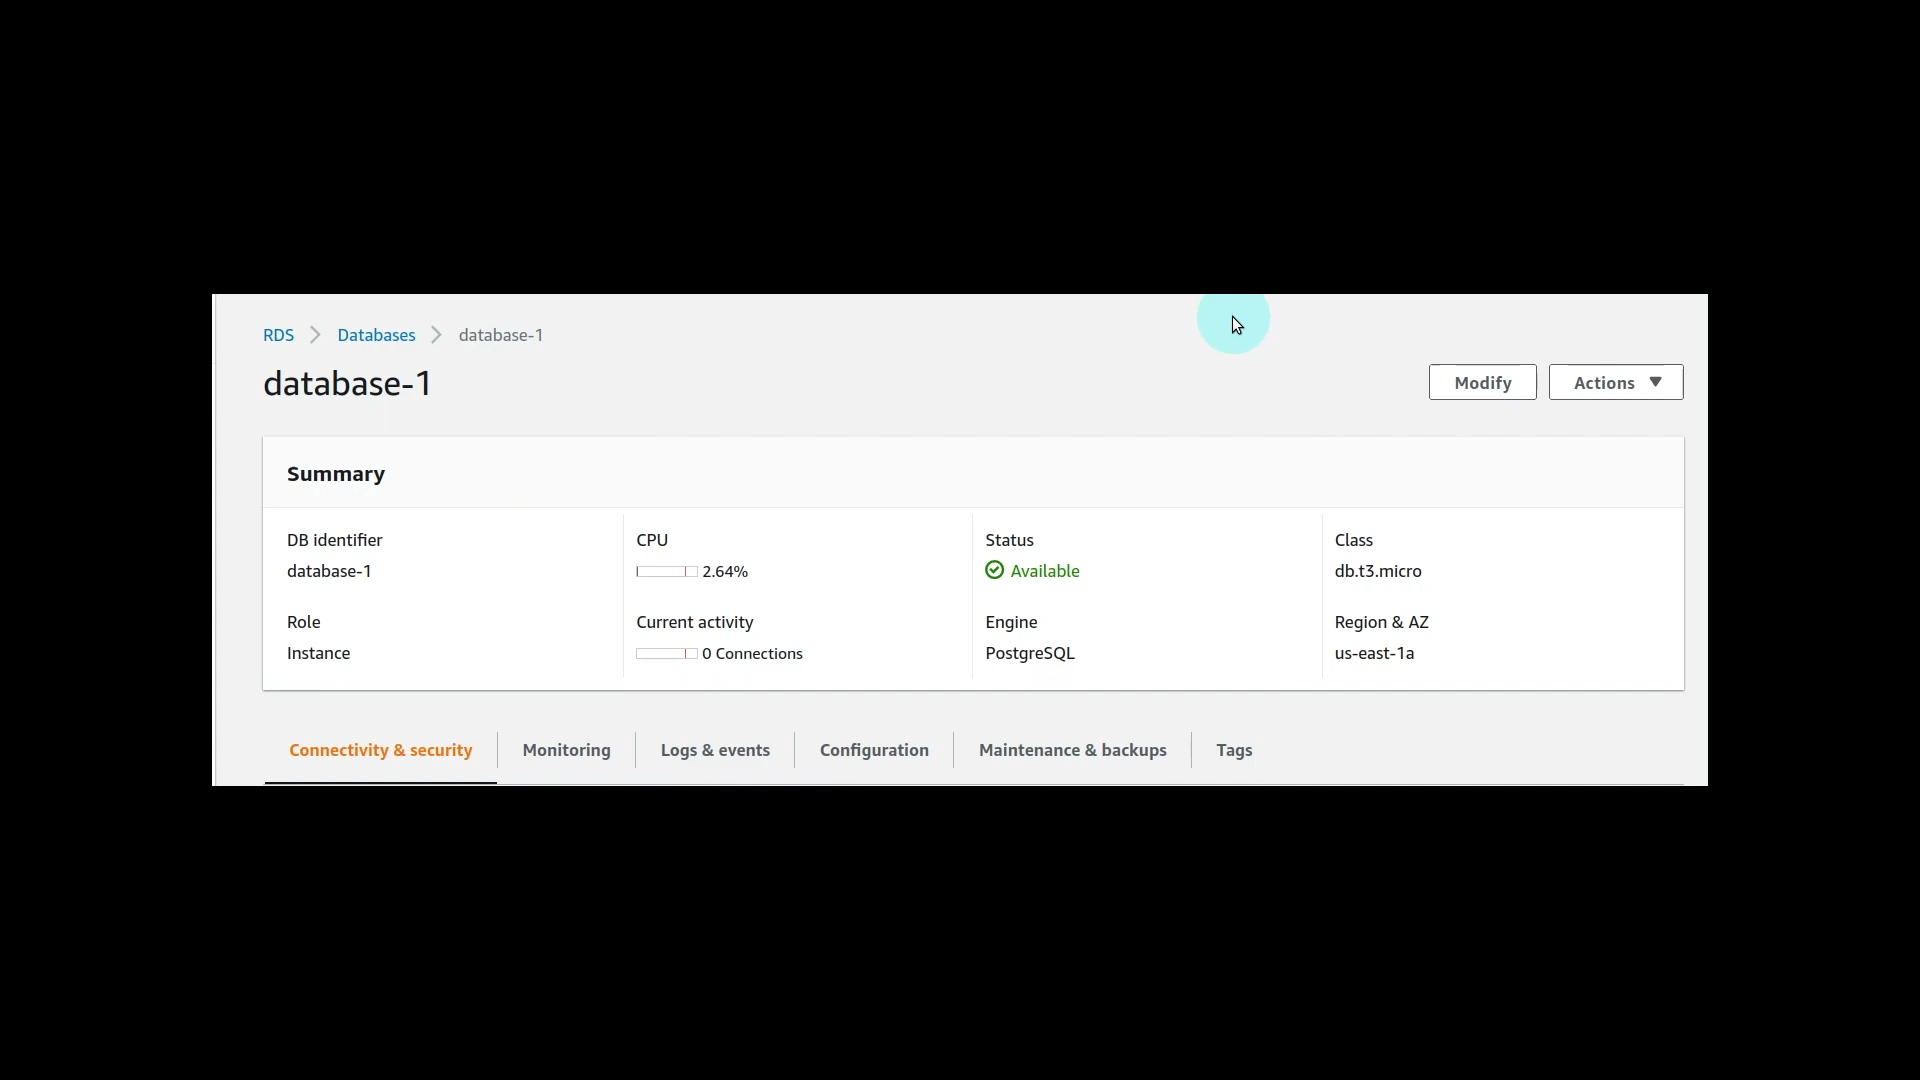 RDS Databases database-1
database-1
Modify Actions
Summary
DB identifier CPU Status Class
database-1 2.64% Available db.t3.micro
Role Current activity Engine Region & AZ
Instance 0 Connections PostgreSQL us-east-1a
Connectivity & security Monitoring Logs & events Configuration Maintenance & backups Tags